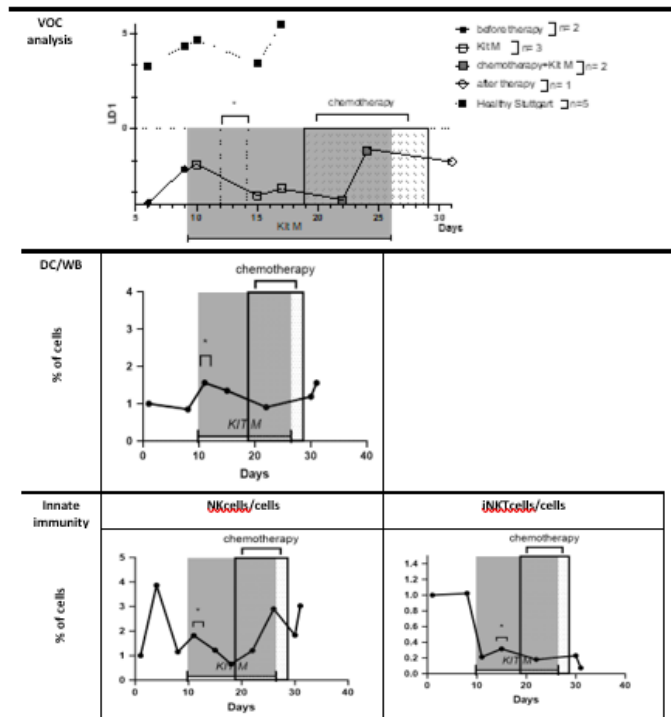 VOC
analysis
5
LD1
0
5 10 15 20 25 30
Days
Kit M
*
chemotherapy
before therapy n= 2
Kit M n= 3
chemotherapy+Kit M n= 2
after therapy n= 1
Healthy Stuttgart n=5
DC/WB
% of cells
chemotherapy
4
3
2
1
0
*
KIT M
0 10 20 30 40
Days
Innate
immunity
NKcells/cells
iNKTcells/cells
% of cells
chemotherapy
5
4
3
2
1
0
*
KIT M
0 10 20 30 40
Days
chemotherapy
1.4
1.2
1.0
0.8
0.6
0.4
0.2
0.0
*
KIT M
0 10 20 30 40
Days